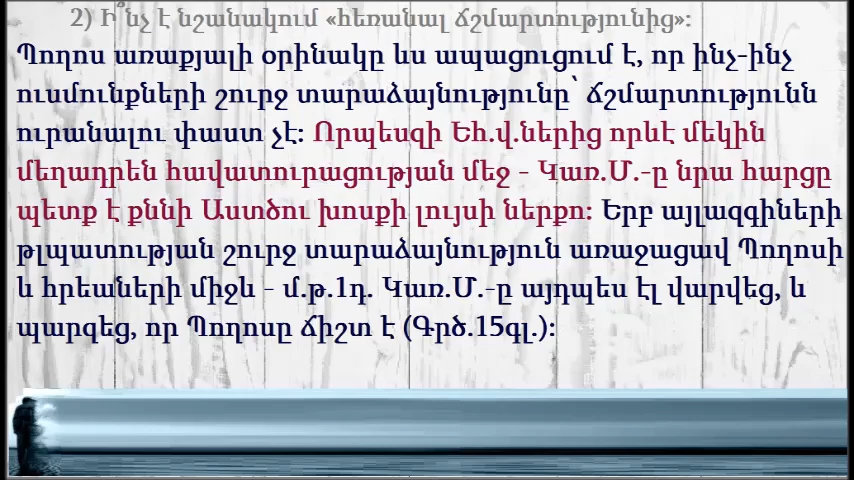 2) Ի՞նչ է նշանակում «հեռանալ ճշմարտությունից»։
Պողոս առաքյալի օրինակը ևս ապացուցում է, որ ինչ-ինչ
ուսմունքների շուրջ տարաձայնությունը՝ ճշմարտությունն
ուրանալու փաստ չէ։ Որպեսզի Եհ.վ.ներից որևէ մեկին
մեղադրեն հավատուրացության մեջ - Կառ.Մ.-ը նրա հարցը
պետք է քննի Աստծու խոսքի լույսի ներքո։ Երբ այլազգիների
թլպատության շուրջ տարաձայնություն առաջացավ Պողոսի
և հրեաների միջև - մ.թ.1դ. Կառ.Մ.-ը այդպես էլ վարվեց, և
պարզեց, որ Պողոսը ճիշտ է (Գրծ.15գլ.)։